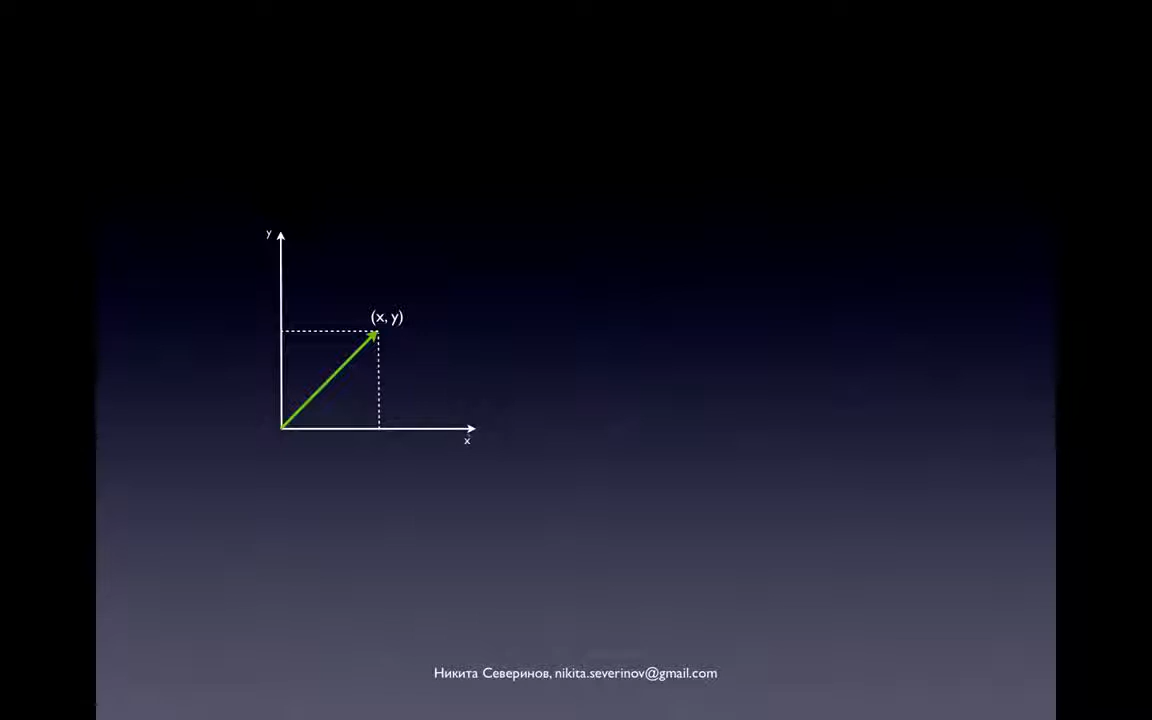 y
(x, y)
x
Никита Северинов, nikita.severinov@gmail.com